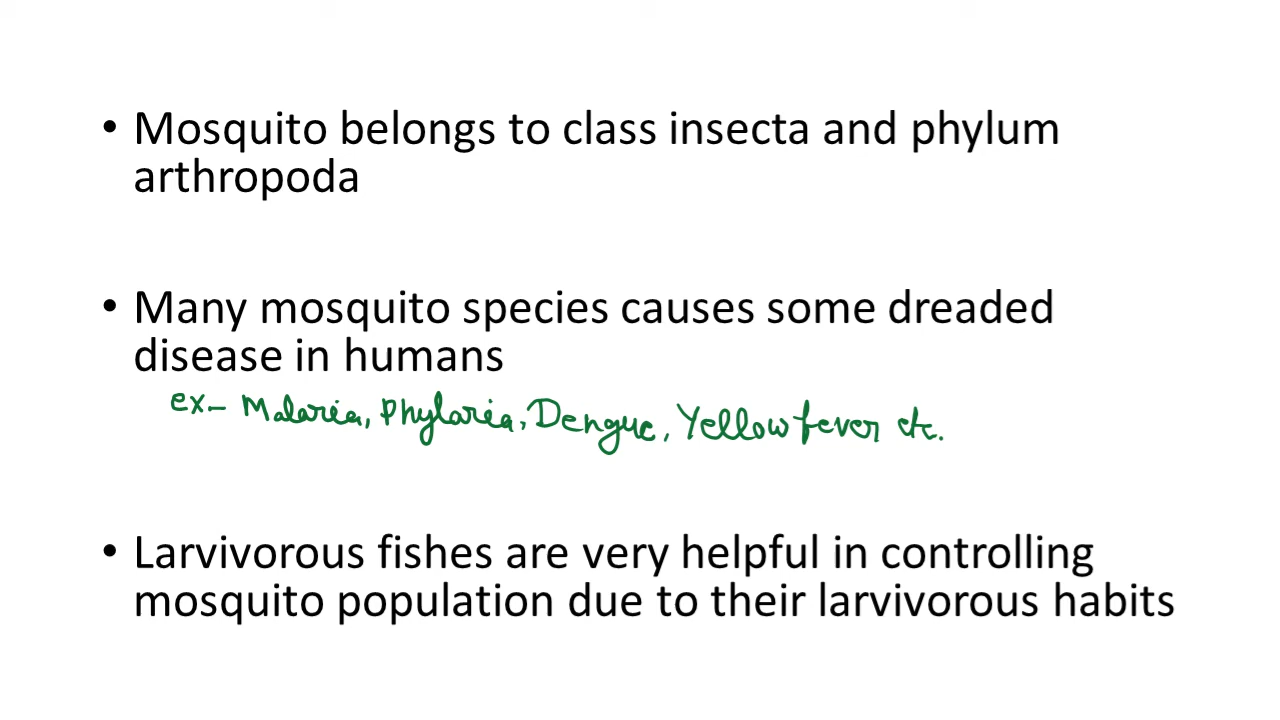 • Mosquito belongs to class insecta and phylum
arthropoda
• Many mosquito species causes some dreaded
disease in humans
ex- Malaria, Phylaria, Dengue, Yellow fever etc.
• Larvivorous fishes are very helpful in controlling
mosquito population due to their larvivorous habits